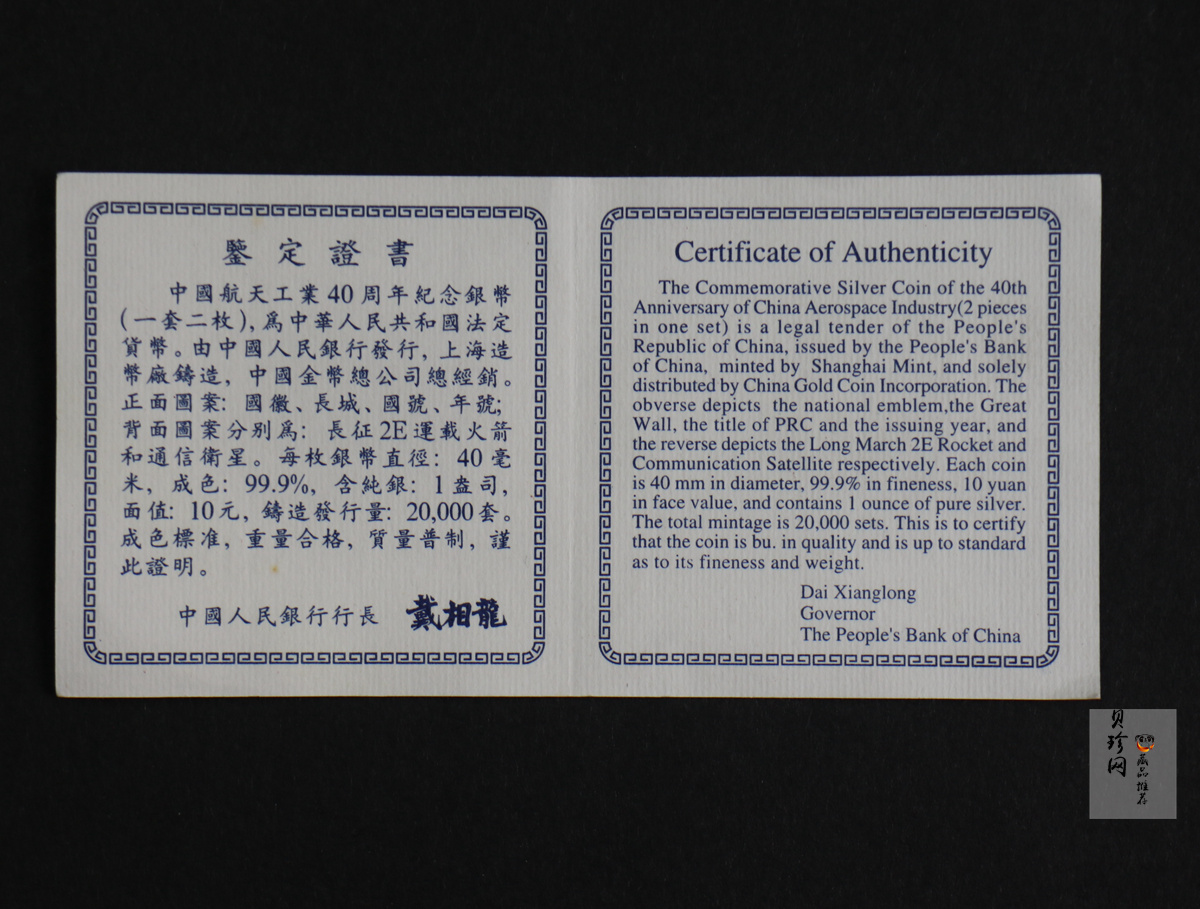 鑒定證書
中國航天工業40周年紀念銀幣
(一套二枚),爲中華人民共和國法定
貨幣。由中國人民銀行發行,上海造
幣廠鑄造,中國金幣總公司總經銷。
正面圖案:國徽、長城、國號、年號;
背面圖案分别爲:長征2E運載火箭
和通信衛星。每枚銀幣直徑:40毫
米,成色:99.9%,含純銀:1盎司,
面值:10元,鑄造發行量:20,000套。
成色標准,重量合格,質量普制,謹
此證明。
中國人民銀行行長 戴相龍
Certificate of Authenticity
The Commemorative Silver Coin of the 40th
Anniversary of China Aerospace Industry(2 pieces
in one set) is a legal tender of the People's
Republic of China, issued by the People's Bank
of China, minted by Shanghai Mint, and solely
distributed by China Gold Coin Incorporation. The
obverse depicts the national emblem,the Great
Wall, the title of PRC and the issuing year, and
the reverse depicts the Long March 2E Rocket and
Communication Satellite respectively. Each coin
is 40 mm in diameter, 99.9% in fineness, 10 yuan
in face value, and contains 1 ounce of pure silver.
The total mintage is 20,000 sets. This is to certify
that the coin is bu. in quality and is up to standard
as to its fineness and weight.
Dai Xianglong
Governor
The People's Bank of China
贝珍网
藏品推荐